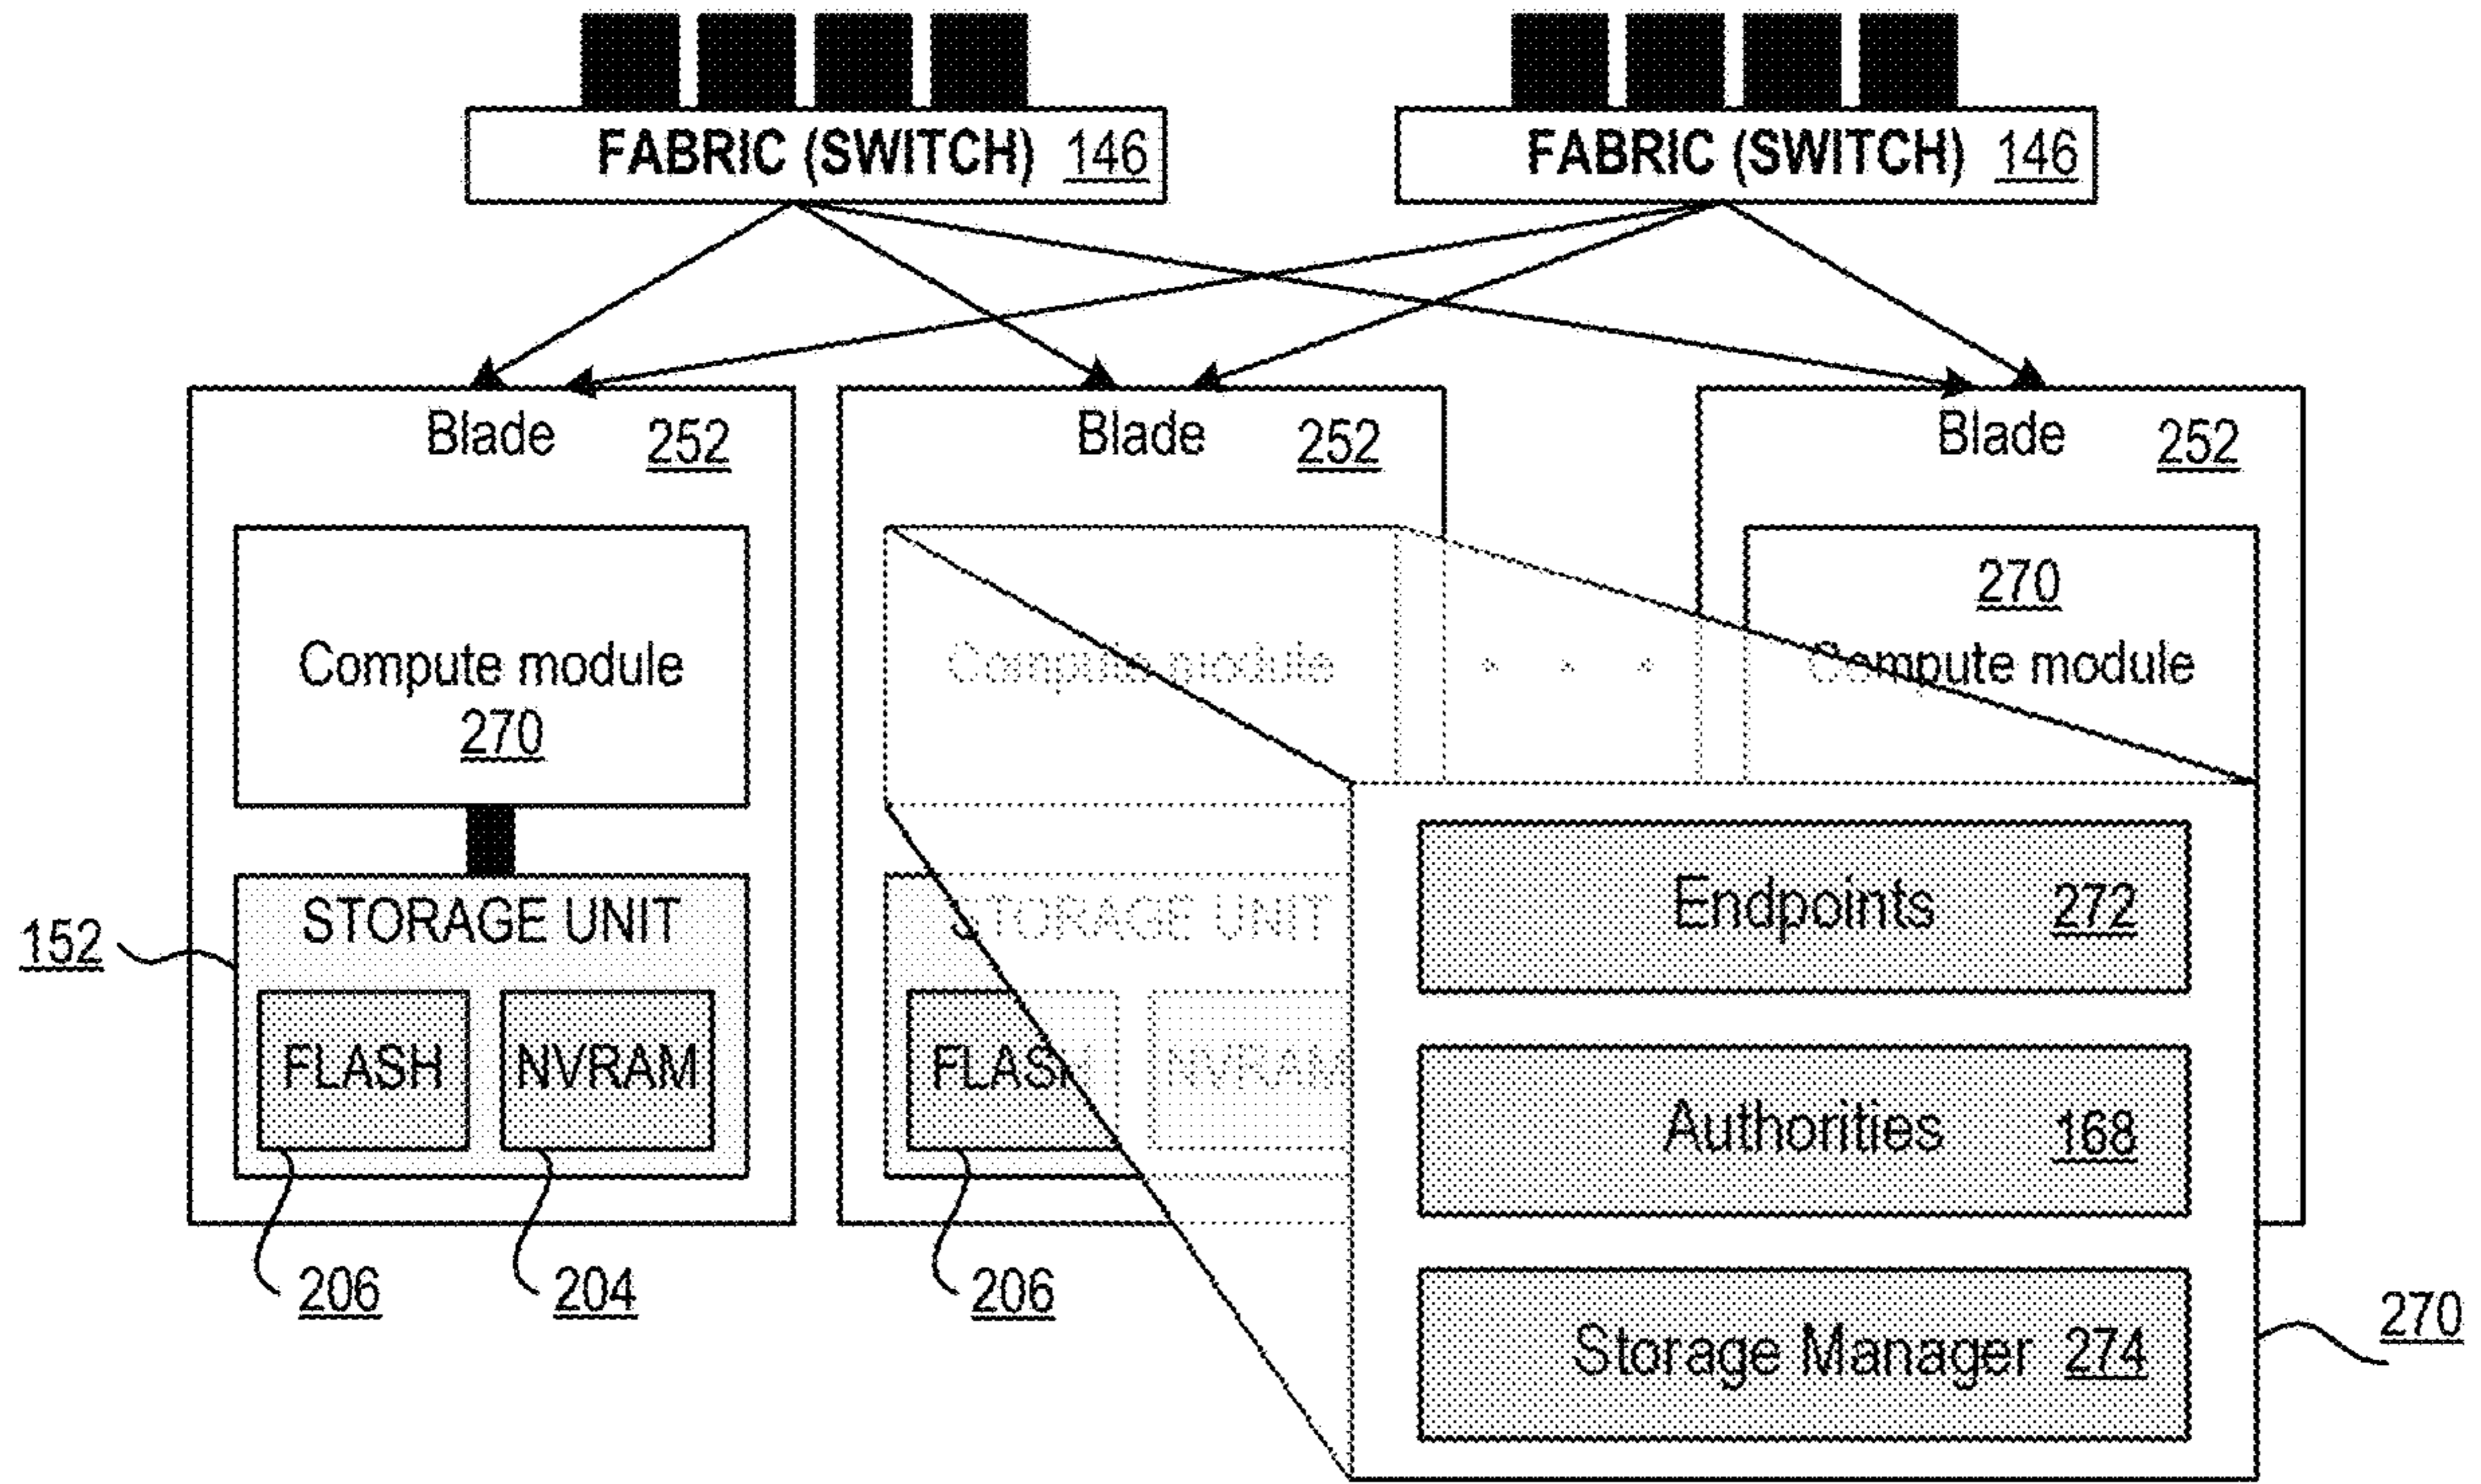 FABRIC (SWITCH) 146
FABRIC (SWITCH) 146
Blade 252
Blade 252
Blade 252
Compute module
270
Compute module
. . .
270
Compute module
STORAGE UNIT
152
FLASH
NVRAM
206
204
STORAGE UNIT
FLASH
NVRAM
206
Endpoints 272
Authorities 168
Storage Manager 274
270